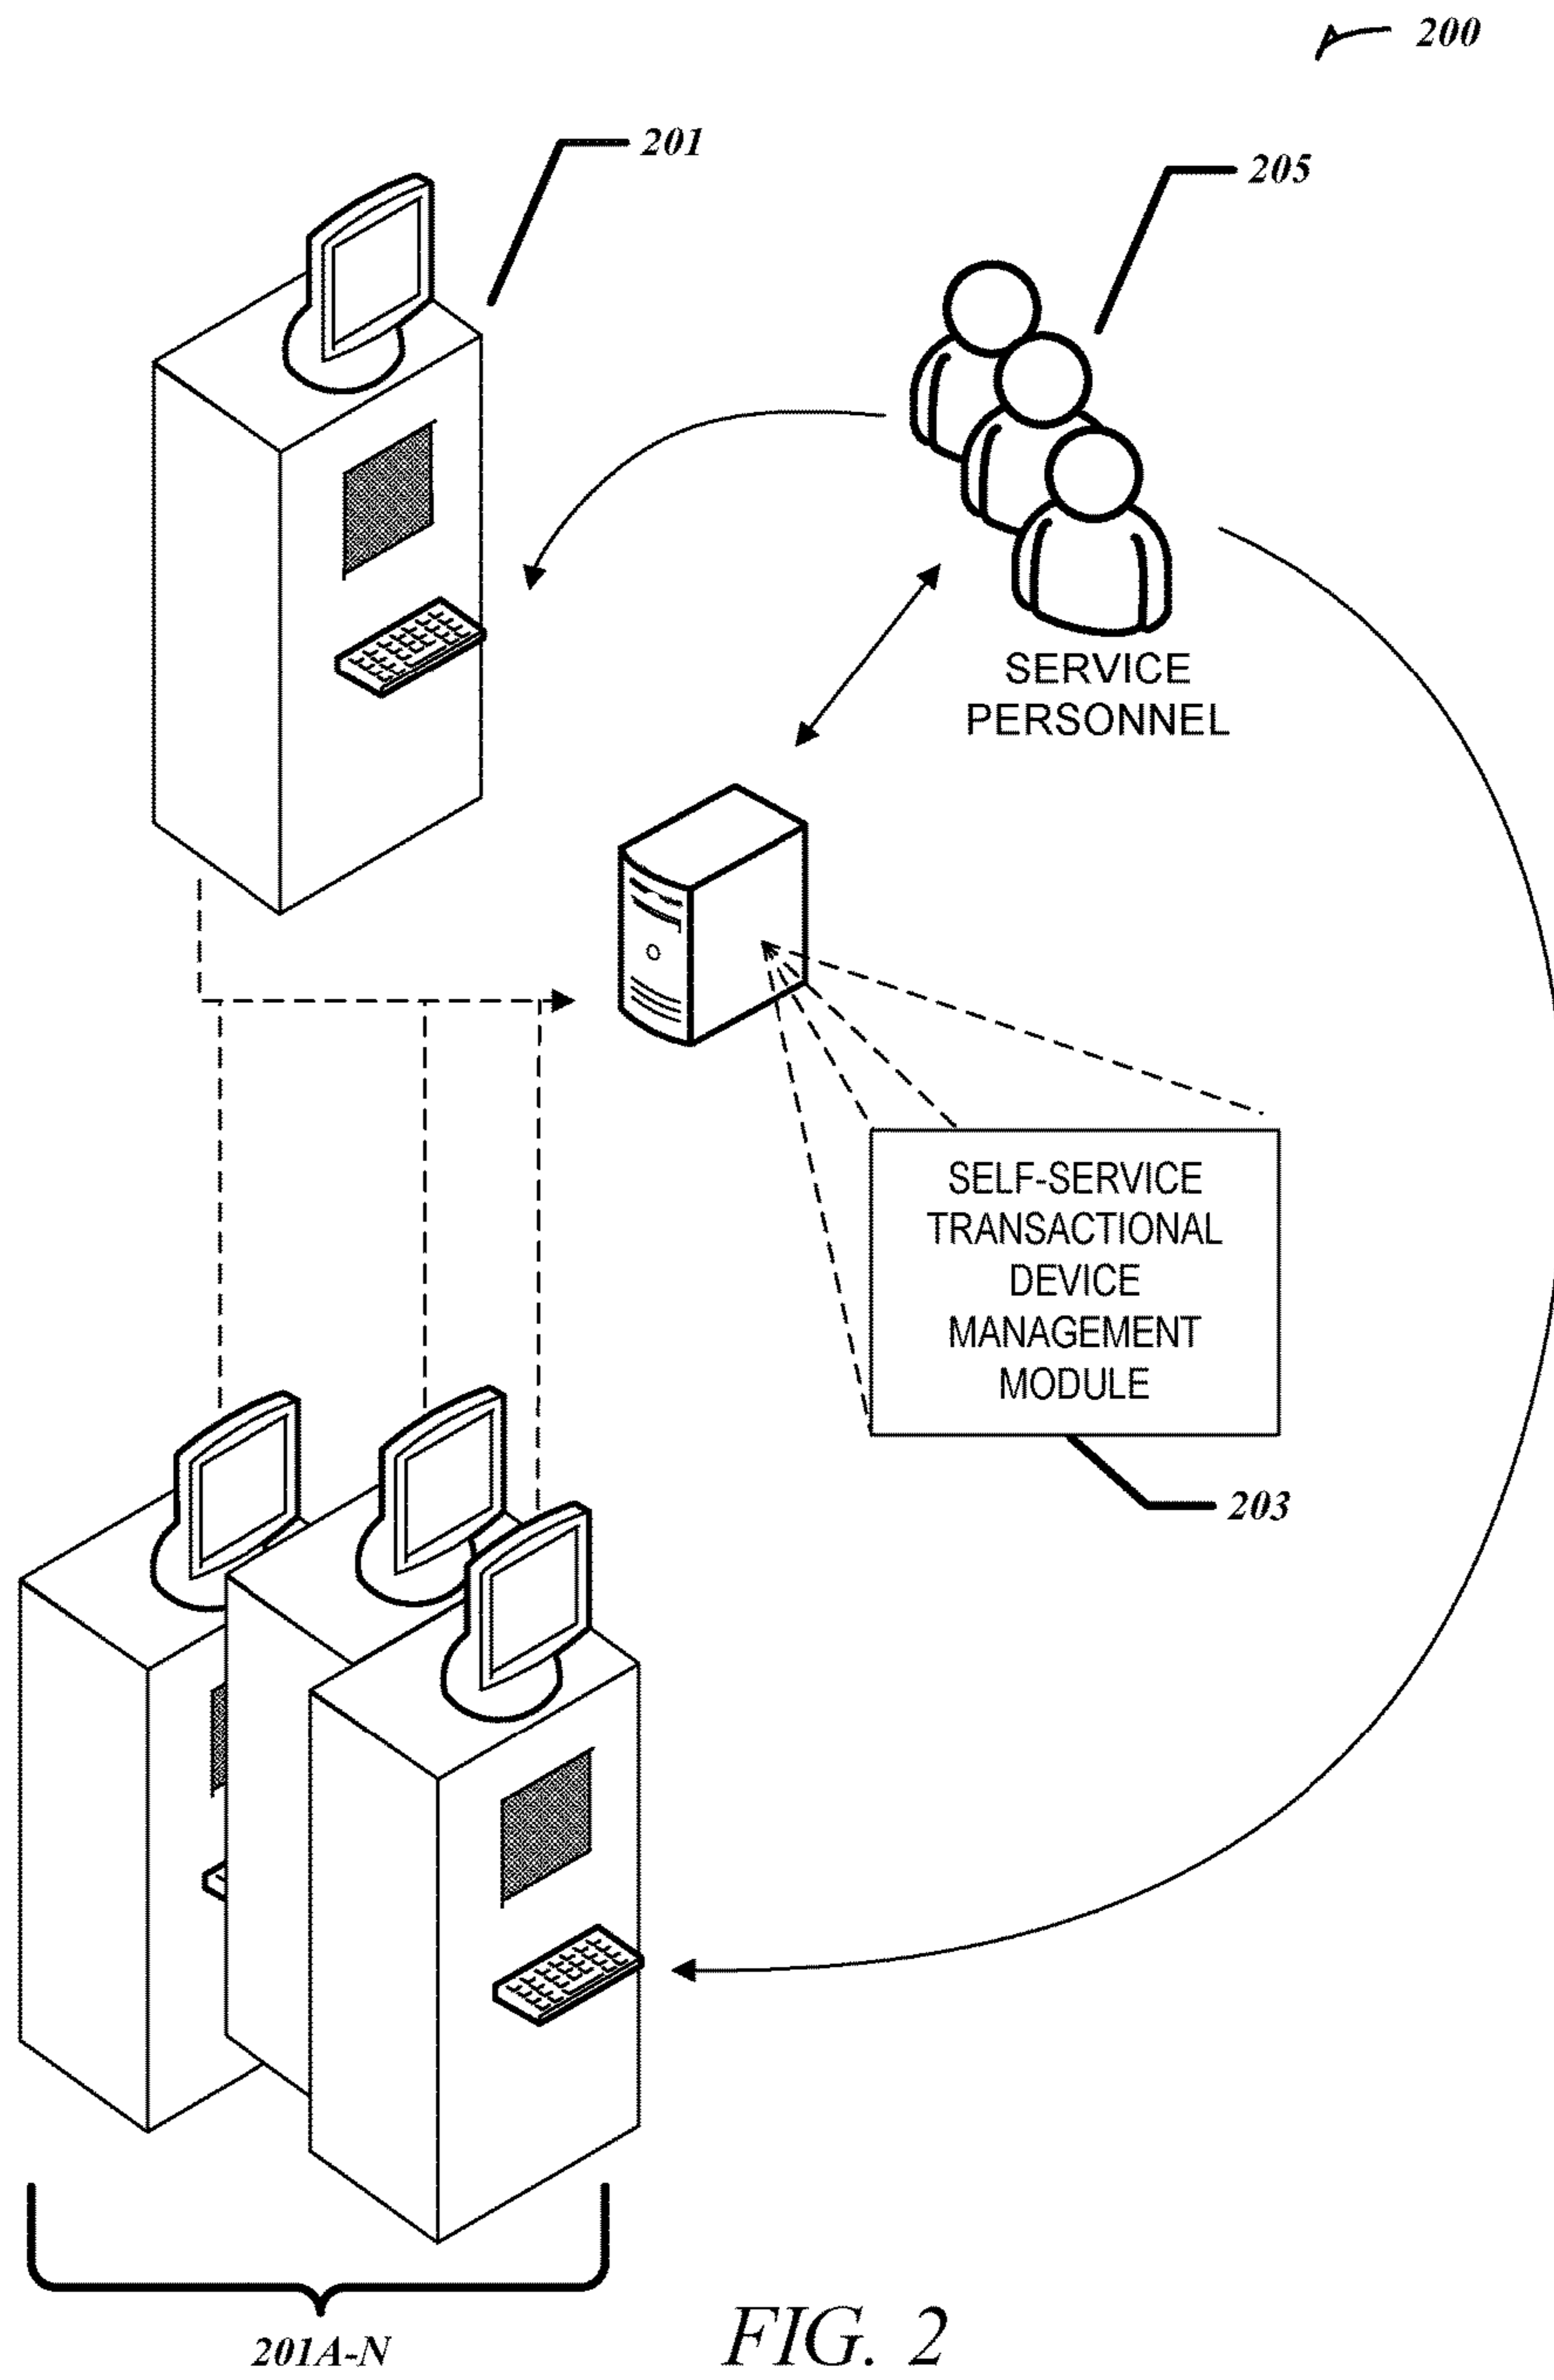 200
201
205
SERVICE
PERSONNEL
SELF-SERVICE
TRANSACTIONAL
DEVICE
MANAGEMENT
MODULE
203
201A-N
FIG. 2